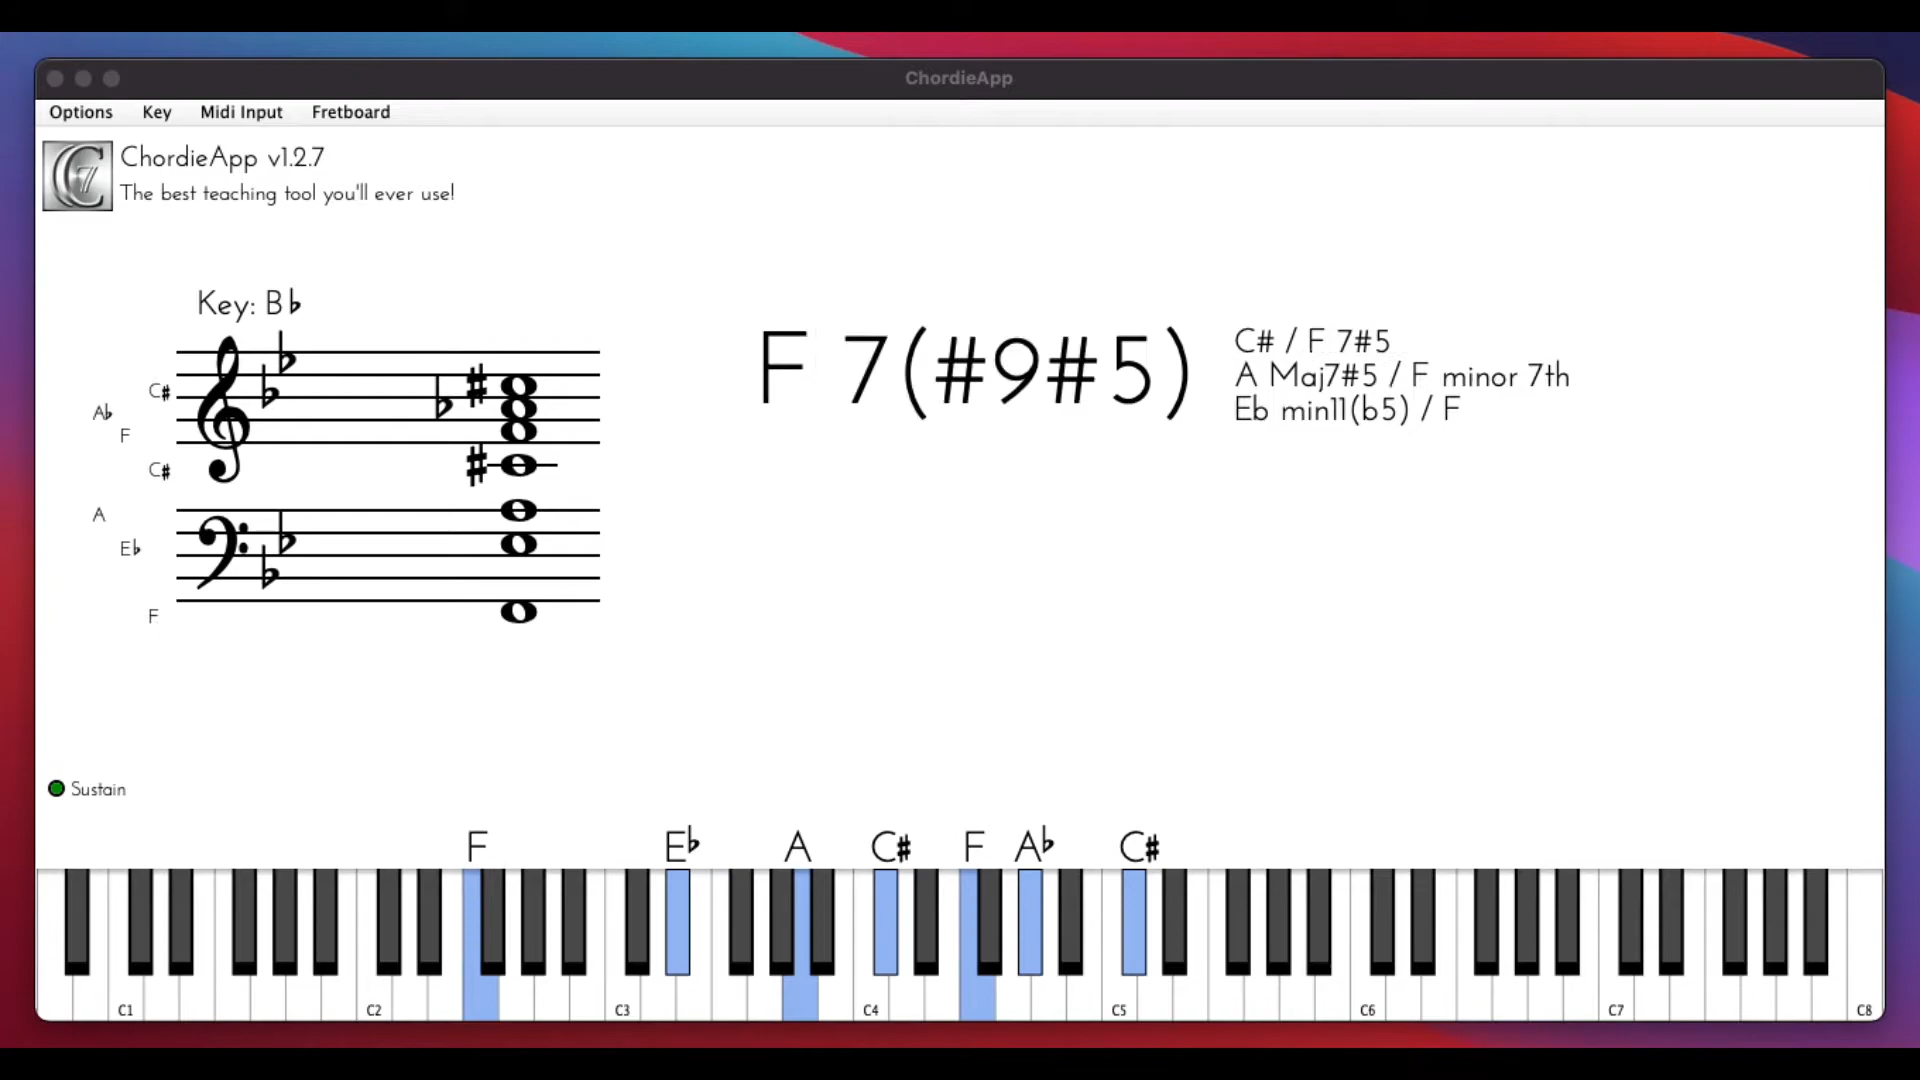 ChordieApp
Options Key Midi Input Fretboard
ChordieApp v1.2.7
The best teaching tool you'll ever use!
Key: B♭
C#
A♭
F
C#
A
E♭
F
F 7(#9#5)
C# / F 7#5
A Maj7#5 / F minor 7th
Eb min11(b5) / F
Sustain
F E♭ A C# F A♭ C#
C1 C2 C3 C4 C5 C6 C7 C8